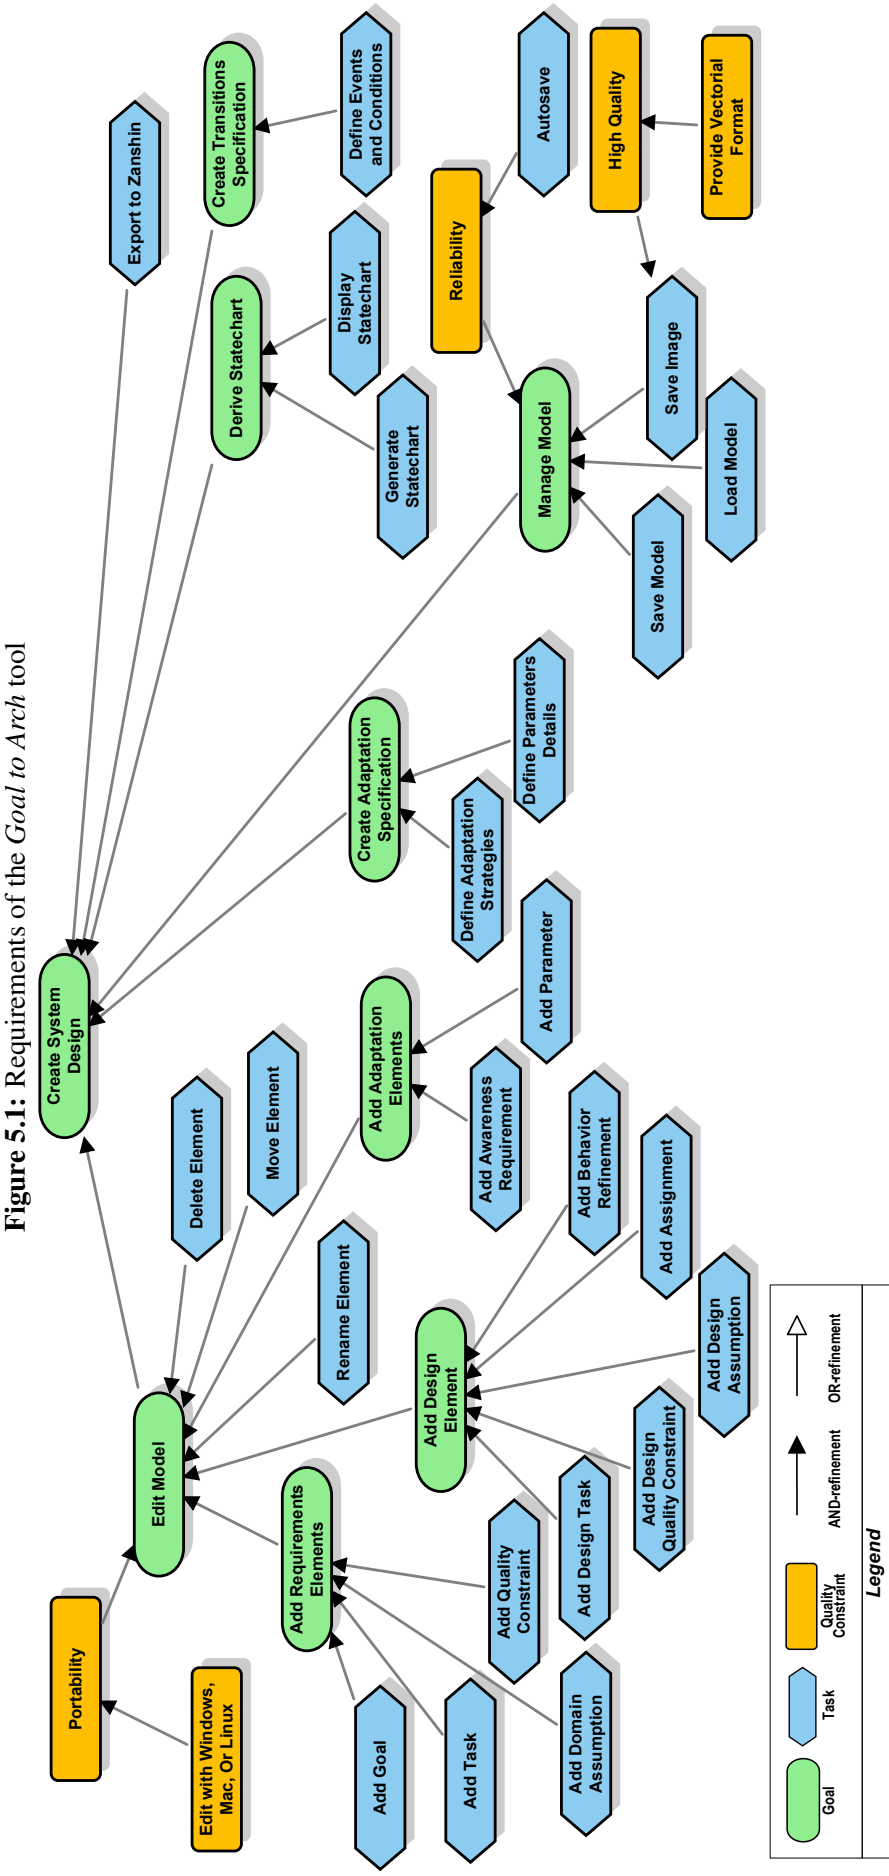 Figure 5.1: Requirements of the Goal to Arch tool
Create System
Design
Portability
Edit with Windows,
Mac, Or Linux
Edit Model
Delete Element
Move Element
Rename Element
Add Requirements
Elements
Add Goal
Add Task
Add Domain
Assumption
Add Quality
Constraint
Add Design
Element
Add Design Task
Add Design
Quality Constraint
Add Design
Assumption
Add Assignment
Add Behavior
Refinement
Add Adaptation
Elements
Add Awareness
Requirement
Add Parameter
Create Adaptation
Specification
Define Adaptation
Strategies
Define Parameters
Details
Manage Model
Save Model
Load Model
Save Image
Reliability
Autosave
High Quality
Provide Vectorial
Format
Derive Statechart
Generate
Statechart
Display
Statechart
Create Transitions
Specification
Define Events
and Conditions
Export to Zanshin
Goal
Task
Quality
Constraint
AND-refinement
OR-refinement
Legend